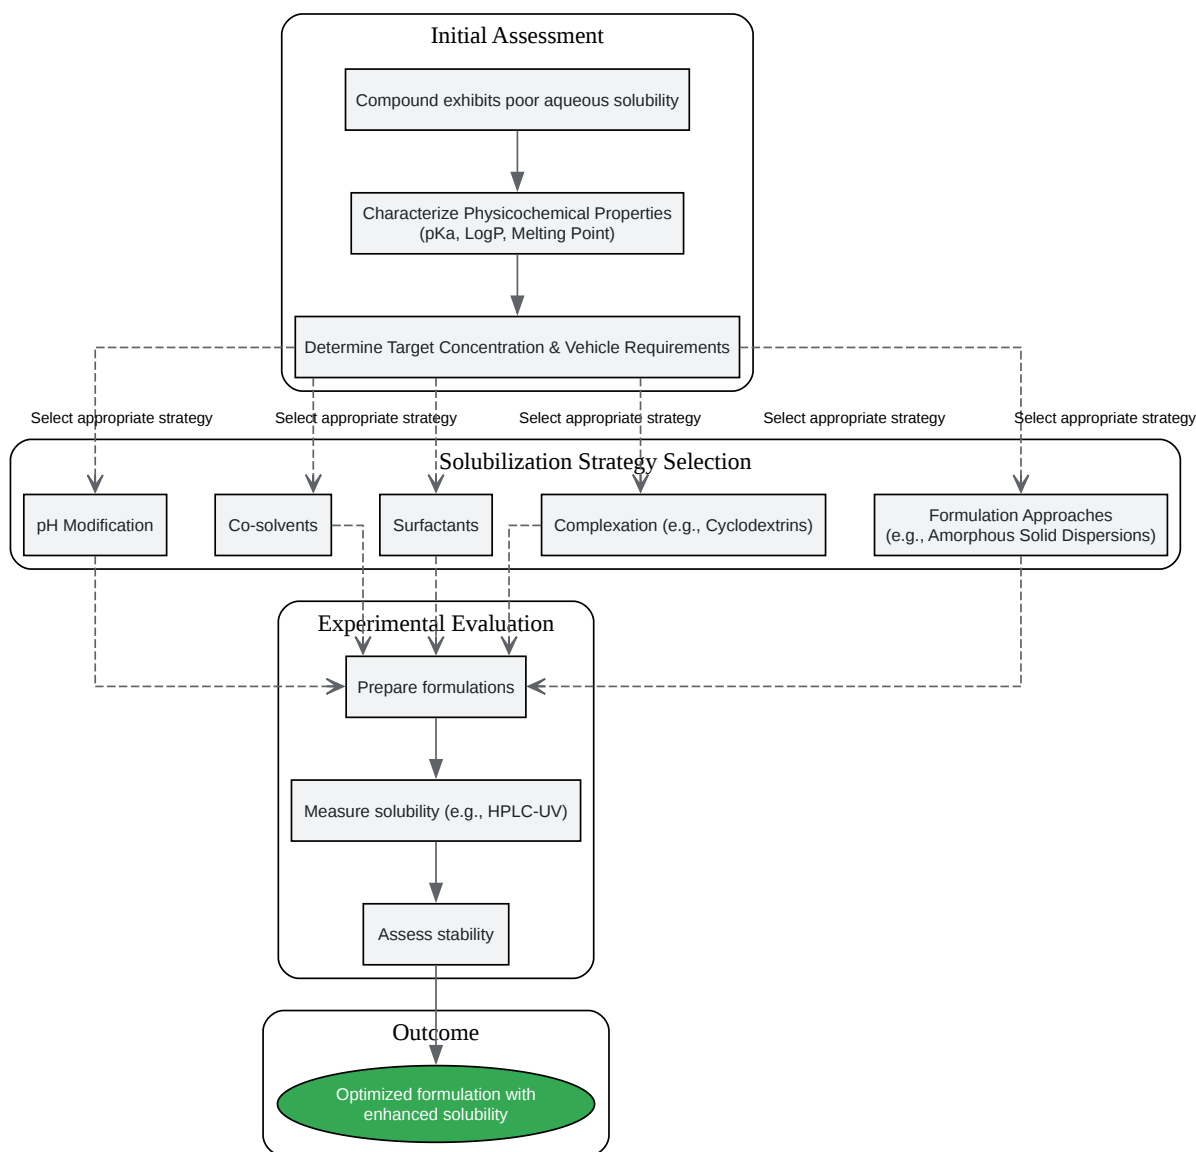 Initial Assessment
Compound exhibits poor aqueous solubility
Characterize Physicochemical Properties
(pKa, LogP, Melting Point)
Determine Target Concentration & Vehicle Requirements
Select appropriate strategy
Select appropriate strategy
Select appropriate strategy
Select appropriate strategy
Select appropriate strategy
Solubilization Strategy Selection
pH Modification
Co-solvents
Surfactants
Complexation (e.g., Cyclodextrins)
Formulation Approaches
(e.g., Amorphous Solid Dispersions)
Experimental Evaluation
Prepare formulations
Measure solubility (e.g., HPLC-UV)
Assess stability
Outcome
Optimized formulation with
enhanced solubility